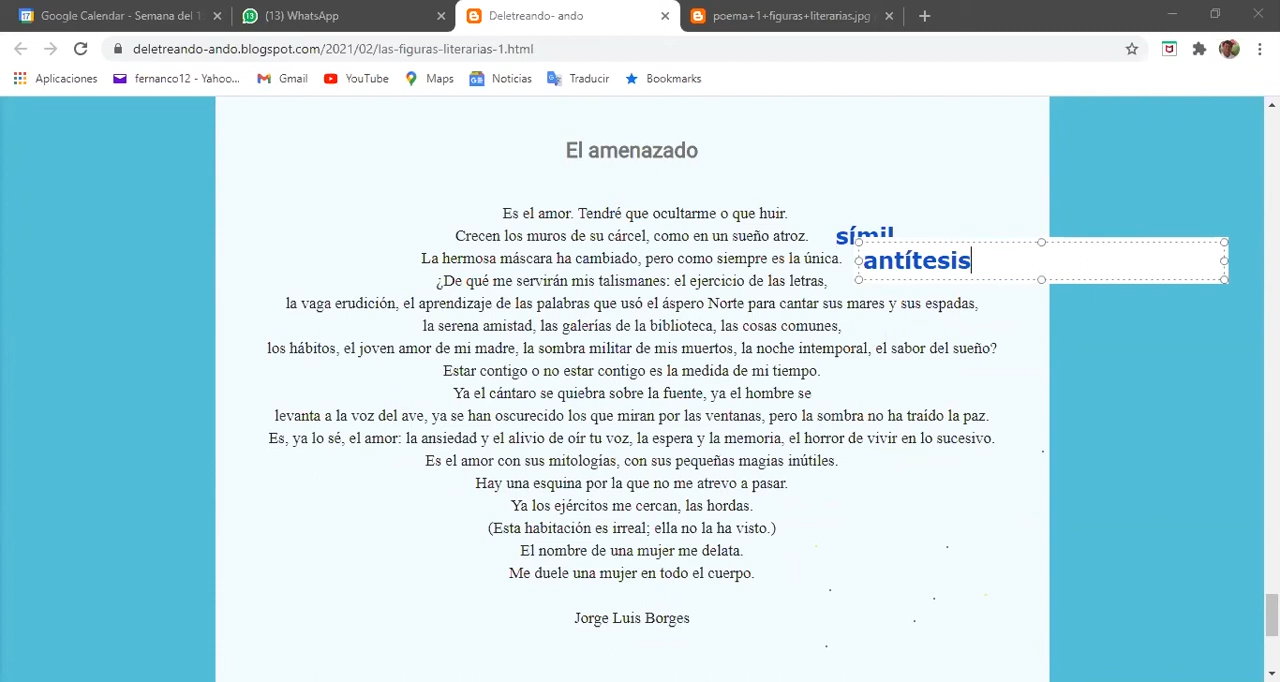 Google Calendar - Semana del 1
(13) WhatsApp
Deletreando- ando
poema+1+figuras+literarias.jpg
deletreando-ando.blogspot.com/2021/02/las-figuras-literarias-1.html
Aplicaciones
fernanco12 - Yahoo...
Gmail
YouTube
Maps
Noticias
Traducir
Bookmarks
El amenazado
Es el amor. Tendré que ocultarme o que huir.
Crecen los muros de su cárcel, como en un sueño atroz.
símil
La hermosa máscara ha cambiado, pero como siempre es la única.
antítesis
¿De qué me servirán mis talismanes: el ejercicio de las letras,
la vaga erudición, el aprendizaje de las palabras que usó el áspero Norte para cantar sus mares y sus espadas,
la serena amistad, las galerías de la biblioteca, las cosas comunes,
los hábitos, el joven amor de mi madre, la sombra militar de mis muertos, la noche intemporal, el sabor del sueño?
Estar contigo o no estar contigo es la medida de mi tiempo.
Ya el cántaro se quiebra sobre la fuente, ya el hombre se
levanta a la voz del ave, ya se han oscurecido los que miran por las ventanas, pero la sombra no ha traído la paz.
Es, ya lo sé, el amor: la ansiedad y el alivio de oír tu voz, la espera y la memoria, el horror de vivir en lo sucesivo.
Es el amor con sus mitologías, con sus pequeñas magias inútiles.
Hay una esquina por la que no me atrevo a pasar.
Ya los ejércitos me cercan, las hordas.
(Esta habitación es irreal; ella no la ha visto.)
El nombre de una mujer me delata.
Me duele una mujer en todo el cuerpo.
Jorge Luis Borges